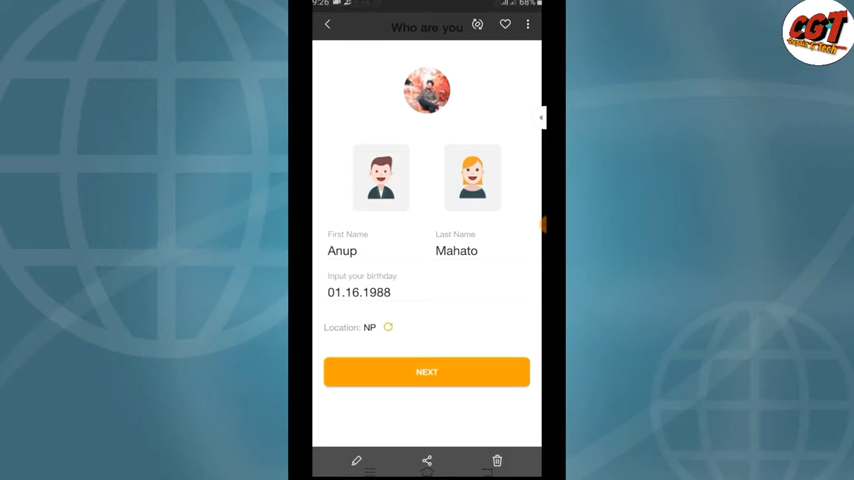 9:26
68%
Who are you
First Name
Last Name
Anup
Mahato
Input your birthday
01.16.1988
Location: NP
NEXT
CGT